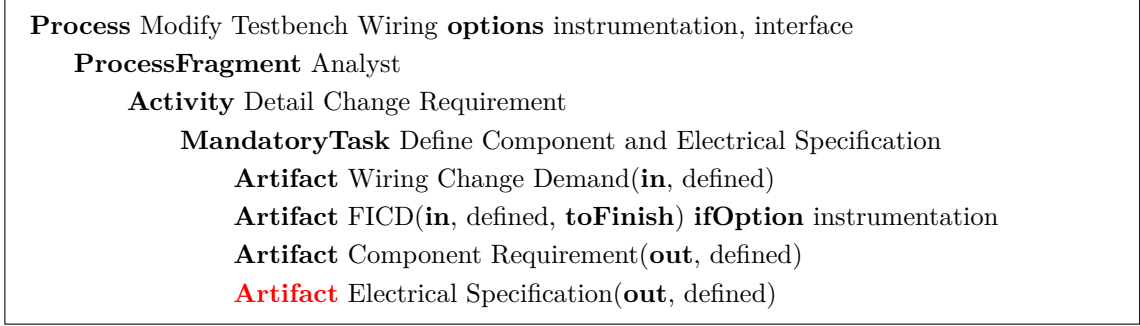 Process Modify Testbench Wiring options instrumentation, interface
ProcessFragment Analyst
Activity Detail Change Requirement
MandatoryTask Define Component and Electrical Specification
Artifact Wiring Change Demand(in, defined)
Artifact FICD(in, defined, toFinish) ifOption instrumentation
Artifact Component Requirement(out, defined)
Artifact Electrical Specification(out, defined)